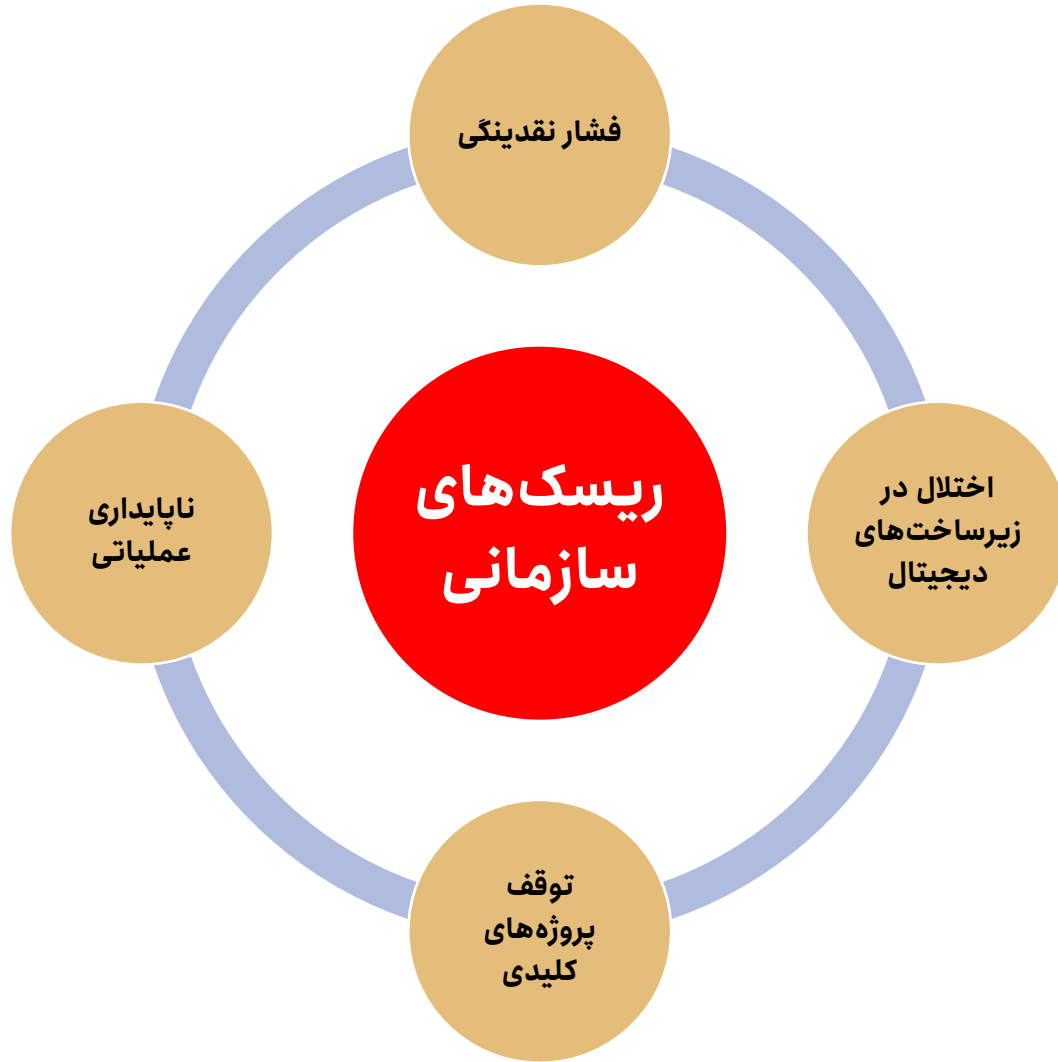 فشار نقدینگی
اختلال در
زیرساخت‌های
دیجیتال
ریسک‌های
سازمانی
ناپایداری
عملیاتی
توقف
پروژه‌های
کلیدی